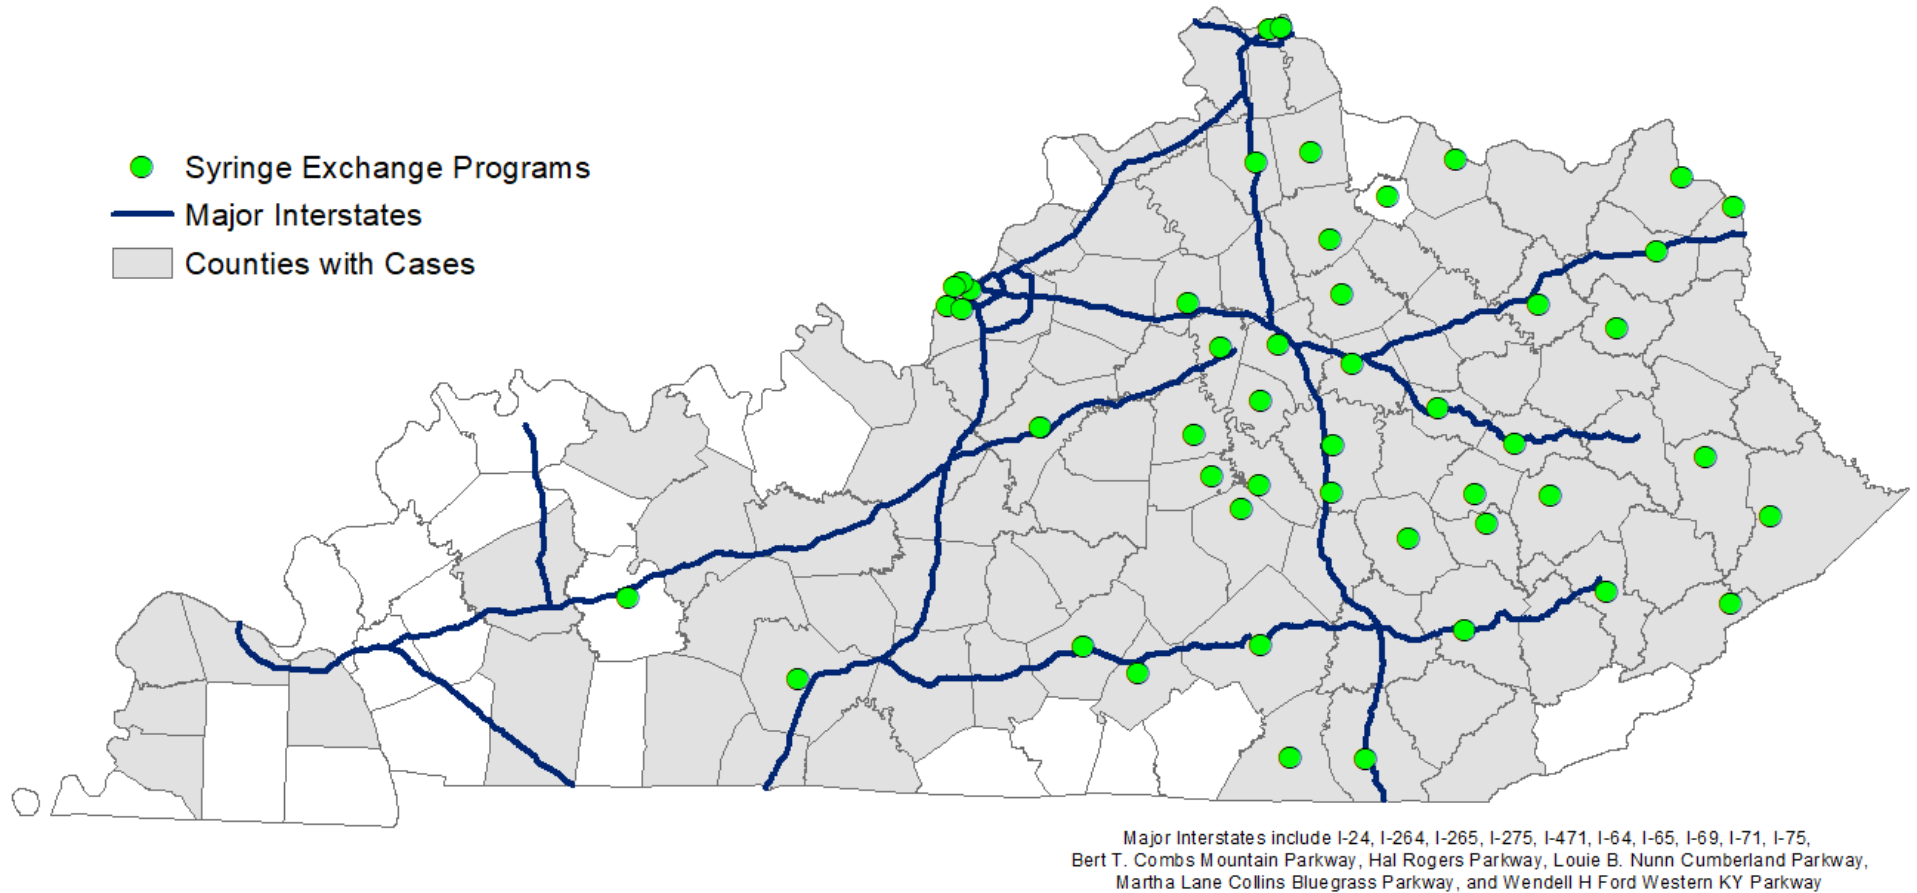 Syringe Exchange Programs
Major Interstates
Counties with Cases
Major Interstates include I-24, I-264, I-265, I-275, I-471, I-64, I-65, I-69, I-71, I-75,
Bert T. Combs Mountain Parkway, Hal Rogers Parkway, Louie B. Nunn Cumberland Parkway,
Martha Lane Collins Bluegrass Parkway, and Wendell H Ford Western KY Parkway